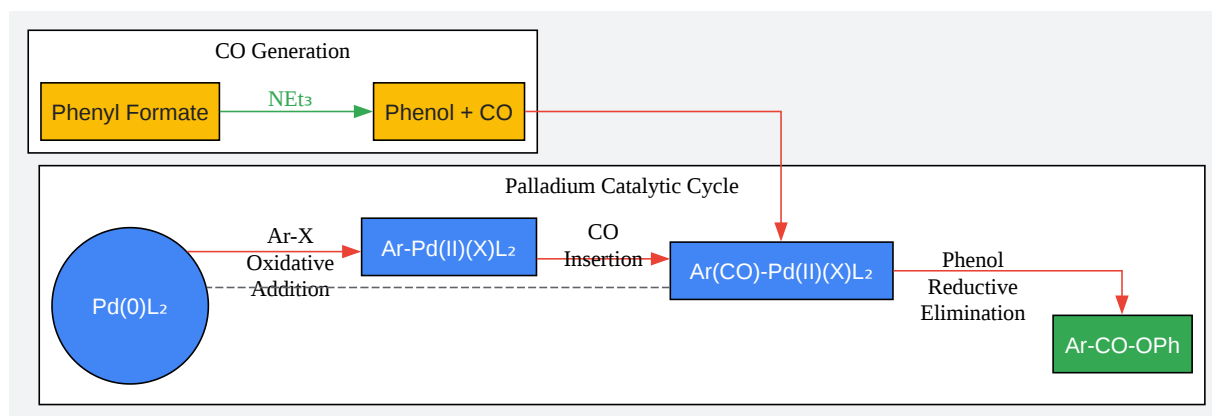 CO Generation
Phenyl Formate
NEt₃
Phenol + CO
Palladium Catalytic Cycle
Pd(0)L₂
Ar-X
Oxidative
Addition
Ar-Pd(II)(X)L₂
CO
Insertion
Ar(CO)-Pd(II)(X)L₂
Phenol
Reductive
Elimination
Ar-CO-OPh